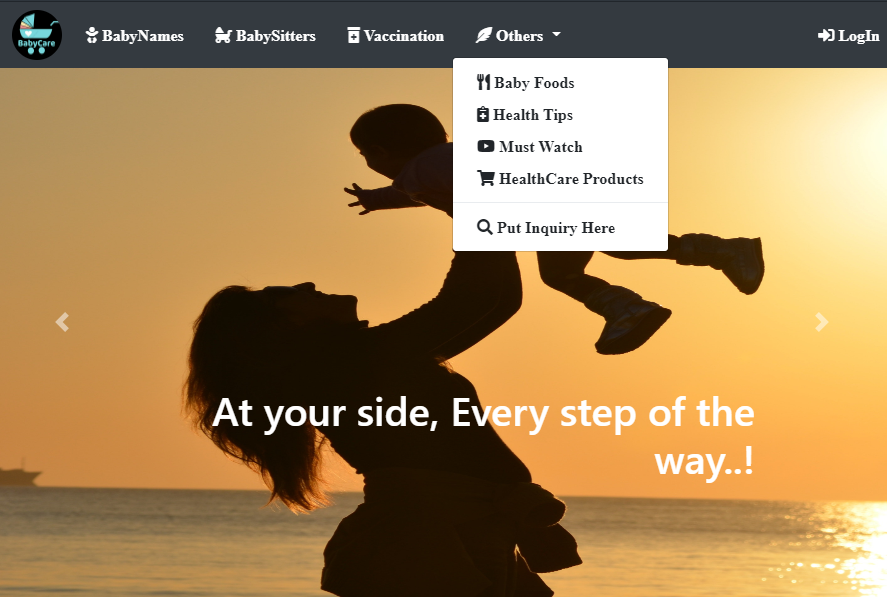 BabyCare
BabyNames
BabySitters
Vaccination
Others
LogIn
Baby Foods
Health Tips
Must Watch
HealthCare Products
Put Inquiry Here
At your side, Every step of the
way..!